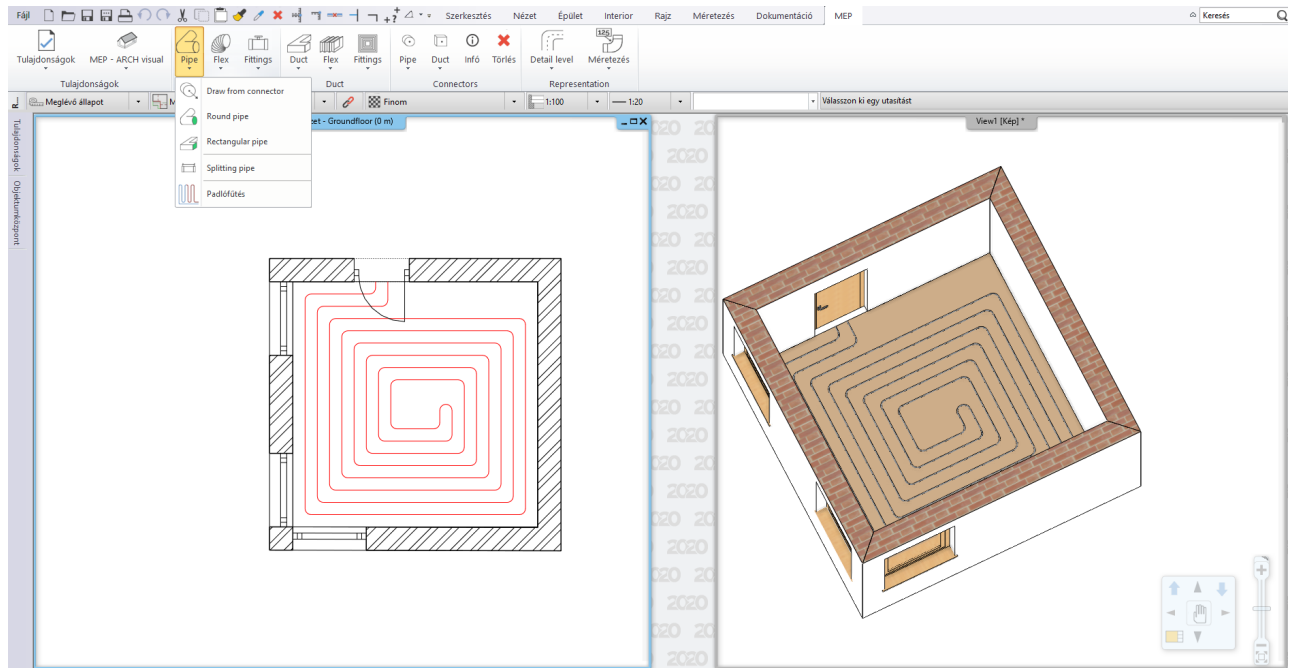 Fájl Szerkesztés Nézet Épület Interior Rajz Méretezés Dokumentáció MEP Keresés
Tulajdonságok MEP - ARCH visual Pipe Flex Fittings Duct Flex Fittings Pipe Duct Infó Törlés Detail level Méretezés
125
Tulajdonságok Duct Connectors Representation
R... Meglévő állapot M Finom 1:100 1:20 Válasszon ki egy utasítást
Draw from connector
Round pipe
Rectangular pipe
Splitting pipe
Padlófűtés
Tulajdonságok
Objektumközpont
zet - Groundfloor (0 m)
View1 [Kép] *
2020